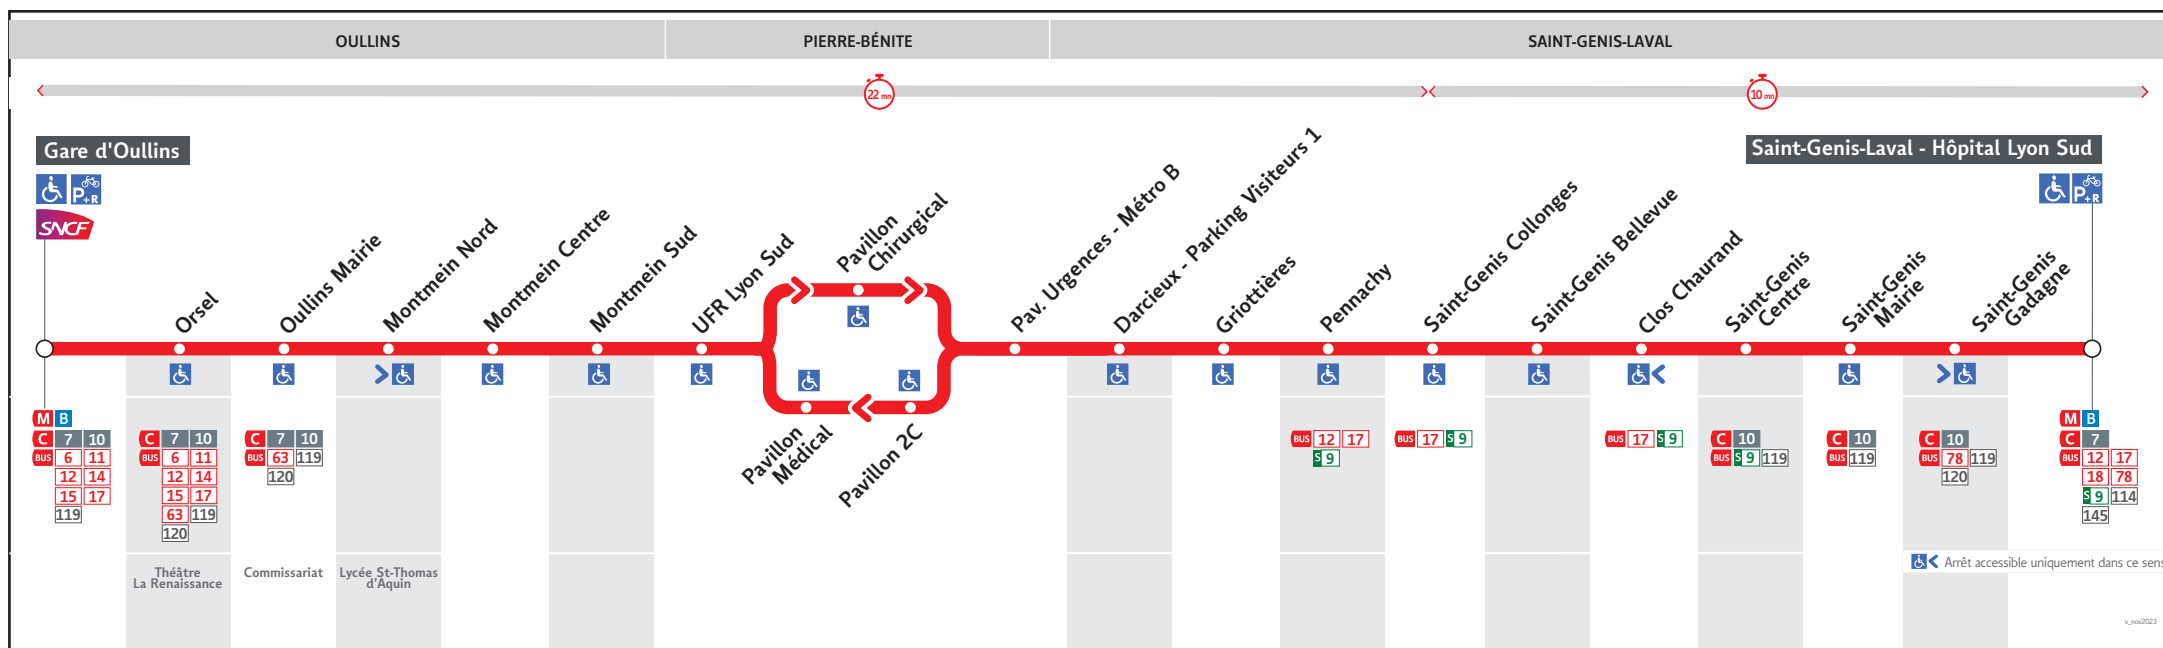 OULLINS
PIERRE-BÉNITE
SAINT-GENIS-LAVAL
22 mn
10 mn
Gare d'Oullins
P+R
SNCF
Saint-Genis-Laval - Hôpital Lyon Sud
P+R
Orsel
Oullins Mairie
Montmein Nord
Montmein Centre
Montmein Sud
UFR Lyon Sud
Pavillon
Chirurgical
Pavillon
Médical
Pavillon 2C
Pav. Urgences - Métro B
Darcieux - Parking Visiteurs 1
Griottières
Pennachy
Saint-Genis Collonges
Saint-Genis Bellevue
Clos Chaurand
Saint-Genis
Centre
Saint-Genis
Mairie
Saint-Genis
Gadagne
M B
C 7 10
BUS 6 11
12 14
15 17
119
C 7 10
BUS 6 11
12 14
15 17
63 119
120
C 7 10
BUS 63 119
120
BUS 12 17
S 9
BUS 17 S 9
BUS 17 S 9
C 10
BUS S 9 119
C 10
BUS 119
C 10
BUS 78 119
120
M B
C 7
BUS 12 17
18 78
S 9 114
145
Théâtre
La Renaissance
Commissariat
Lycée St-Thomas
d'Aquin
< Arrêt accessible uniquement dans ce sens
v_nov2023